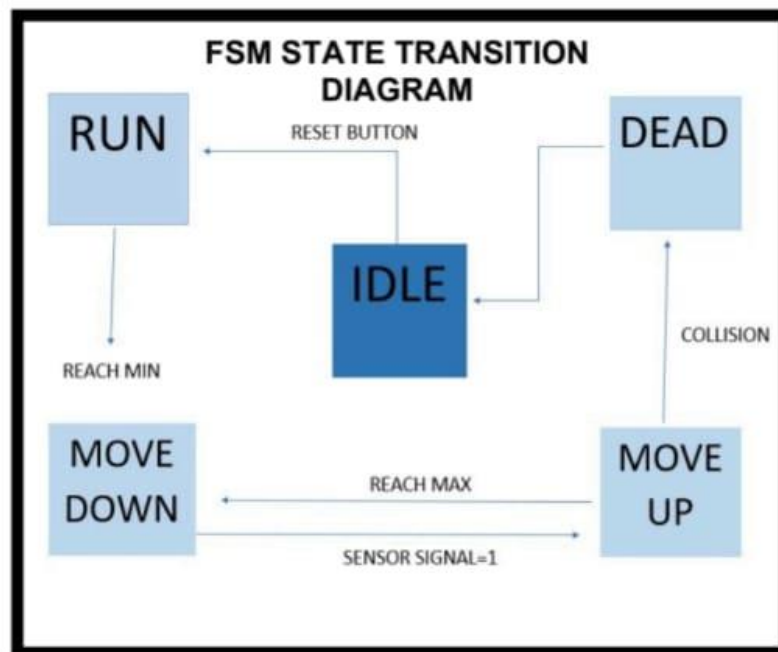 FSM STATE TRANSITION
DIAGRAM
RUN
RESET BUTTON
DEAD
IDLE
COLLISION
REACH MIN
MOVE
DOWN
REACH MAX
SENSOR SIGNAL=1
MOVE
UP